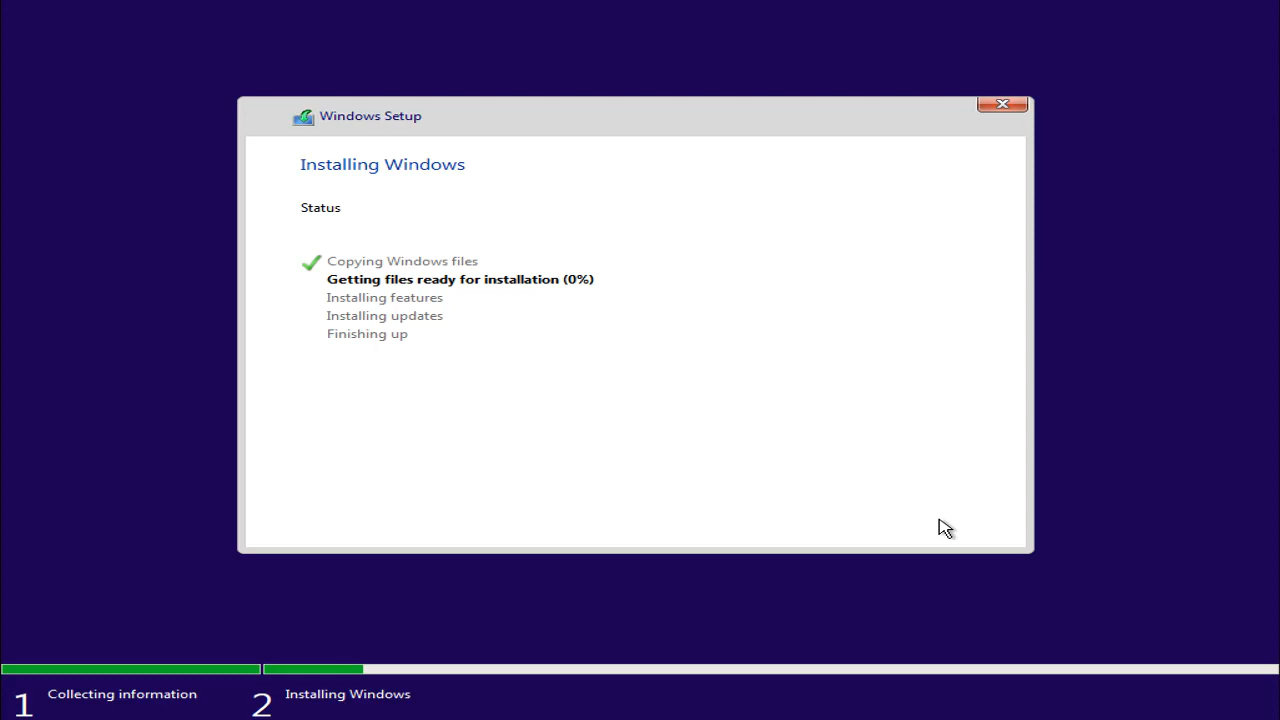 Windows Setup
Installing Windows
Status
Copying Windows files
Getting files ready for installation (0%)
Installing features
Installing updates
Finishing up
1 Collecting information
2 Installing Windows